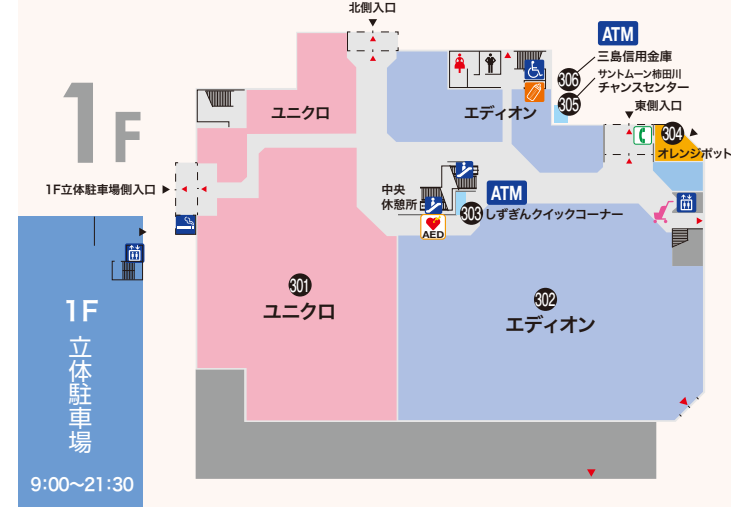 北側入口
ATM
三島信用金庫
306
サントムーン柿田川
チャンスセンター
305
東側入口
1F
ユニクロ
エディオン
304
オレンジポット
1F立体駐車場側入口
中央
休憩所
ATM
303
しずぎんクイックコーナー
AED
301
ユニクロ
302
エディオン
1F
立体駐車場
9:00〜21:30